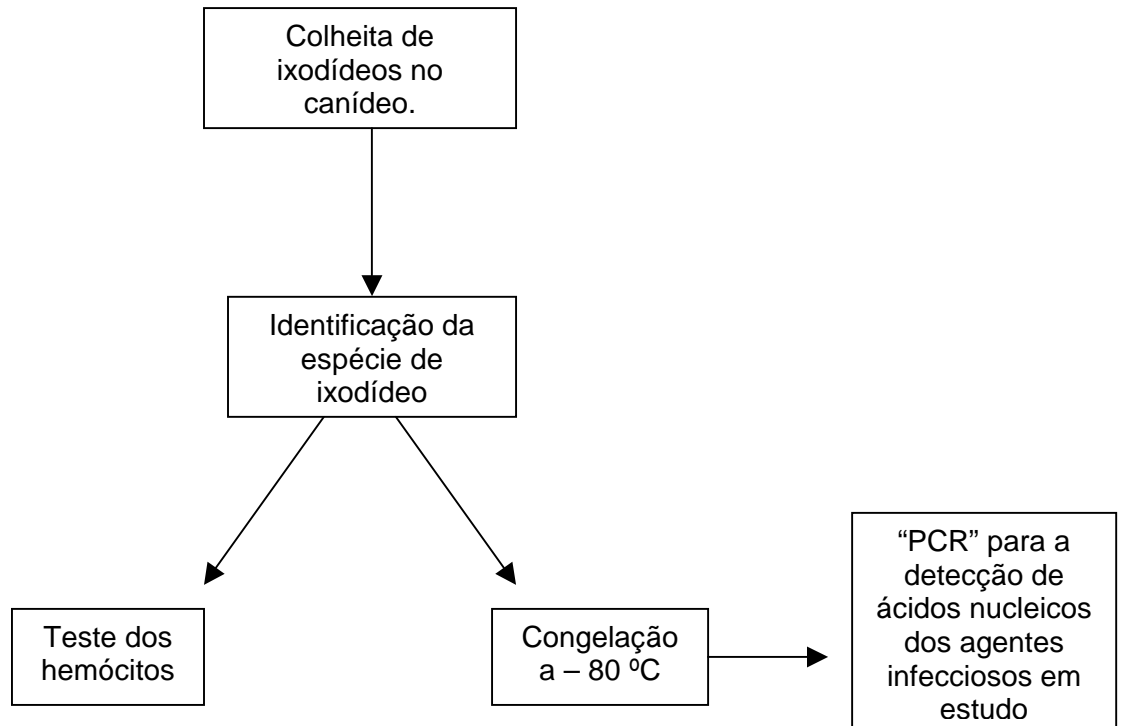 Colheita de
ixodídeos no
canídeo.
Identificação da
espécie de
ixodídeo
Teste dos
hemócitos
Congelação
a – 80 ºC
“PCR” para a
detecção de
ácidos nucleicos
dos agentes
infecciosos em
estudo